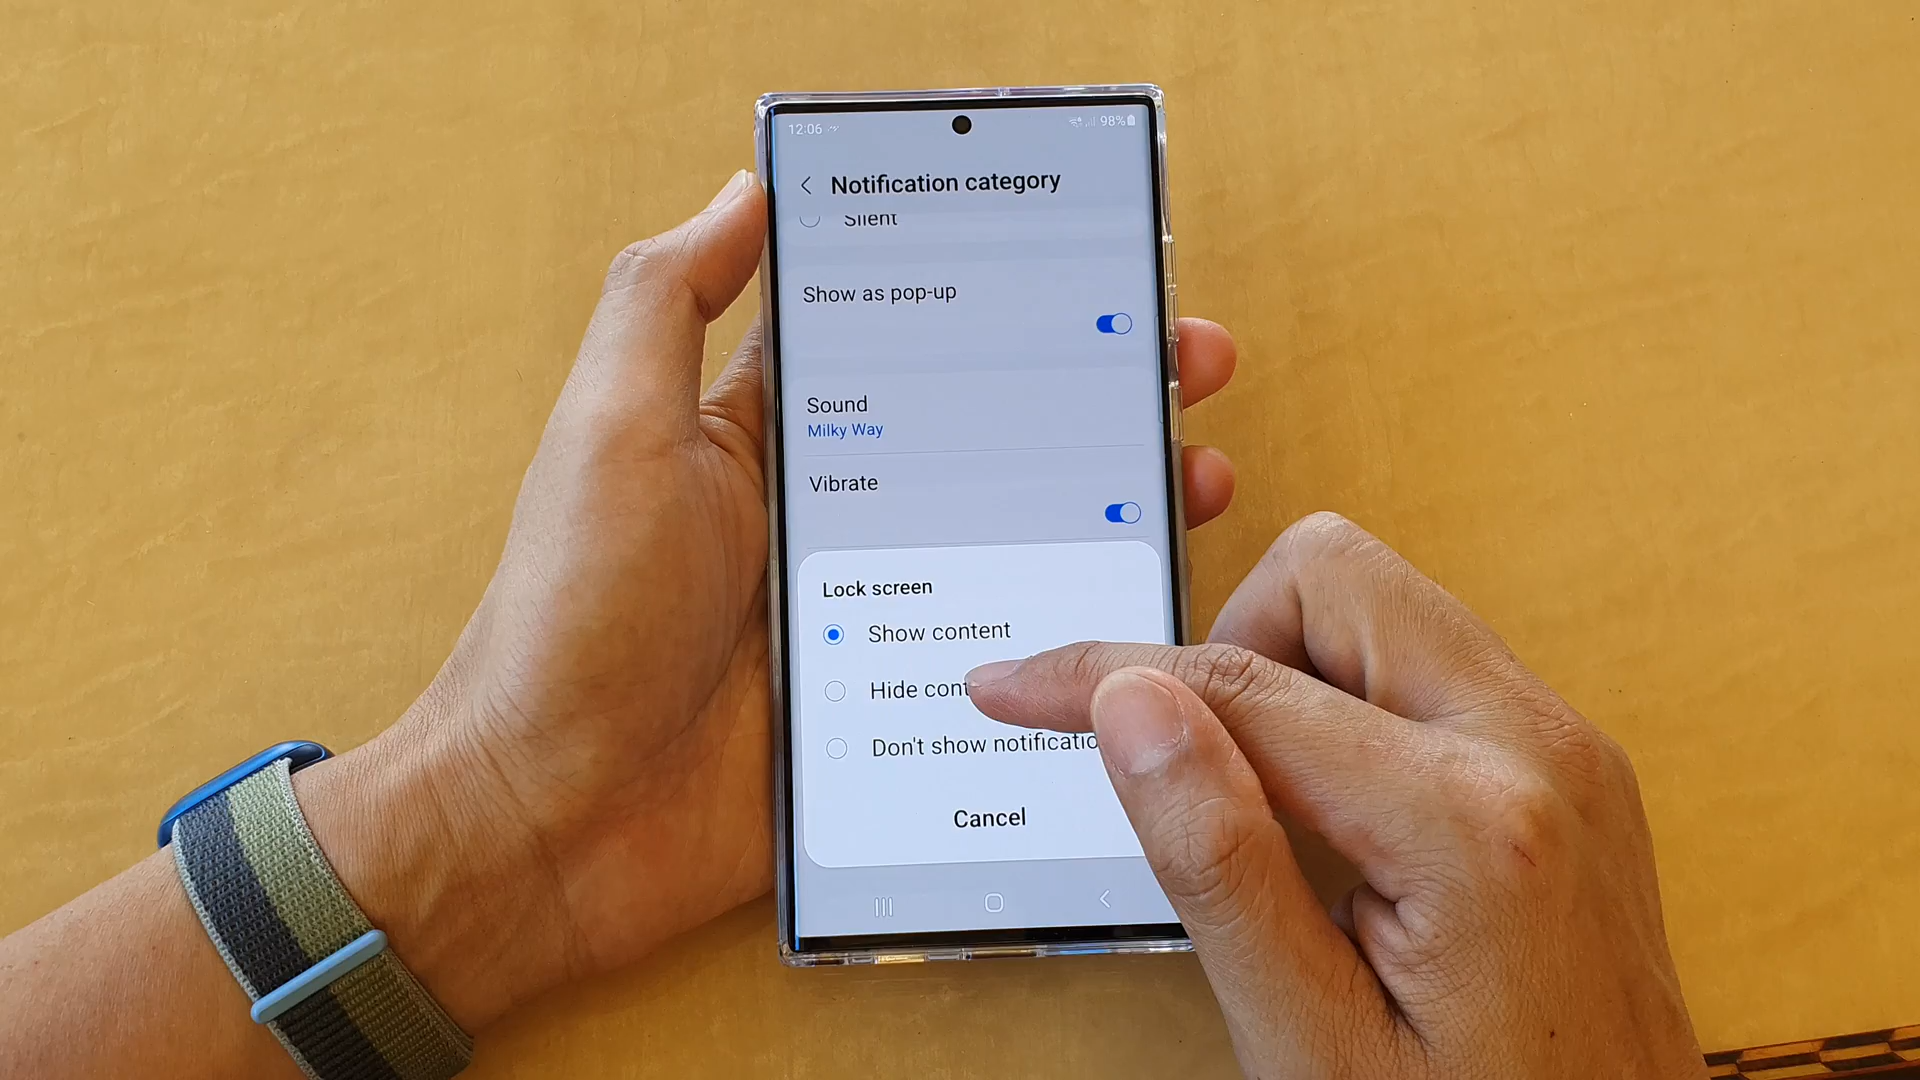 12:06
98%
Notification category
Silent
Show as pop-up
Sound
Milky Way
Vibrate
Lock screen
Show content
Hide cont
Don't show notificatio
Cancel